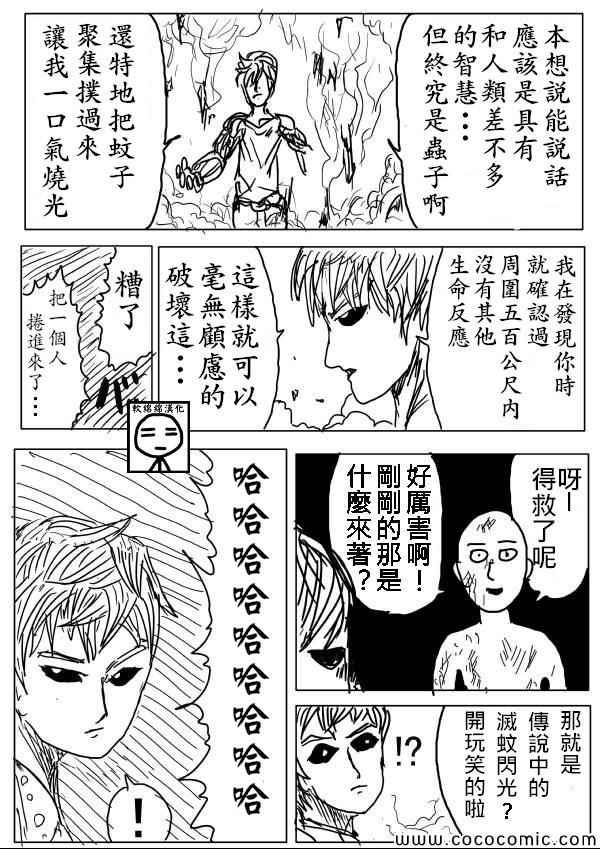 本想說能說話
應該是具有
和人類差不多
的智慧…
但終究是蟲子啊
還特地把蚊子
聚集撲過來
讓我一口氣燒光
我在發現你時
就確認過
周圍五百公尺內
沒有其他
生命反應
這樣就可以
毫無顧慮的
破壞這…
糟了
把一個人
捲進來了…
軟綿綿漢化
呀ー
得救了呢
好厲害啊！
剛剛的那是
什麼來著？
哈哈哈哈哈哈哈哈哈
！
那就是
傳說中的
滅蚊閃光？
開玩笑的啦
!?
www.cococomic.com